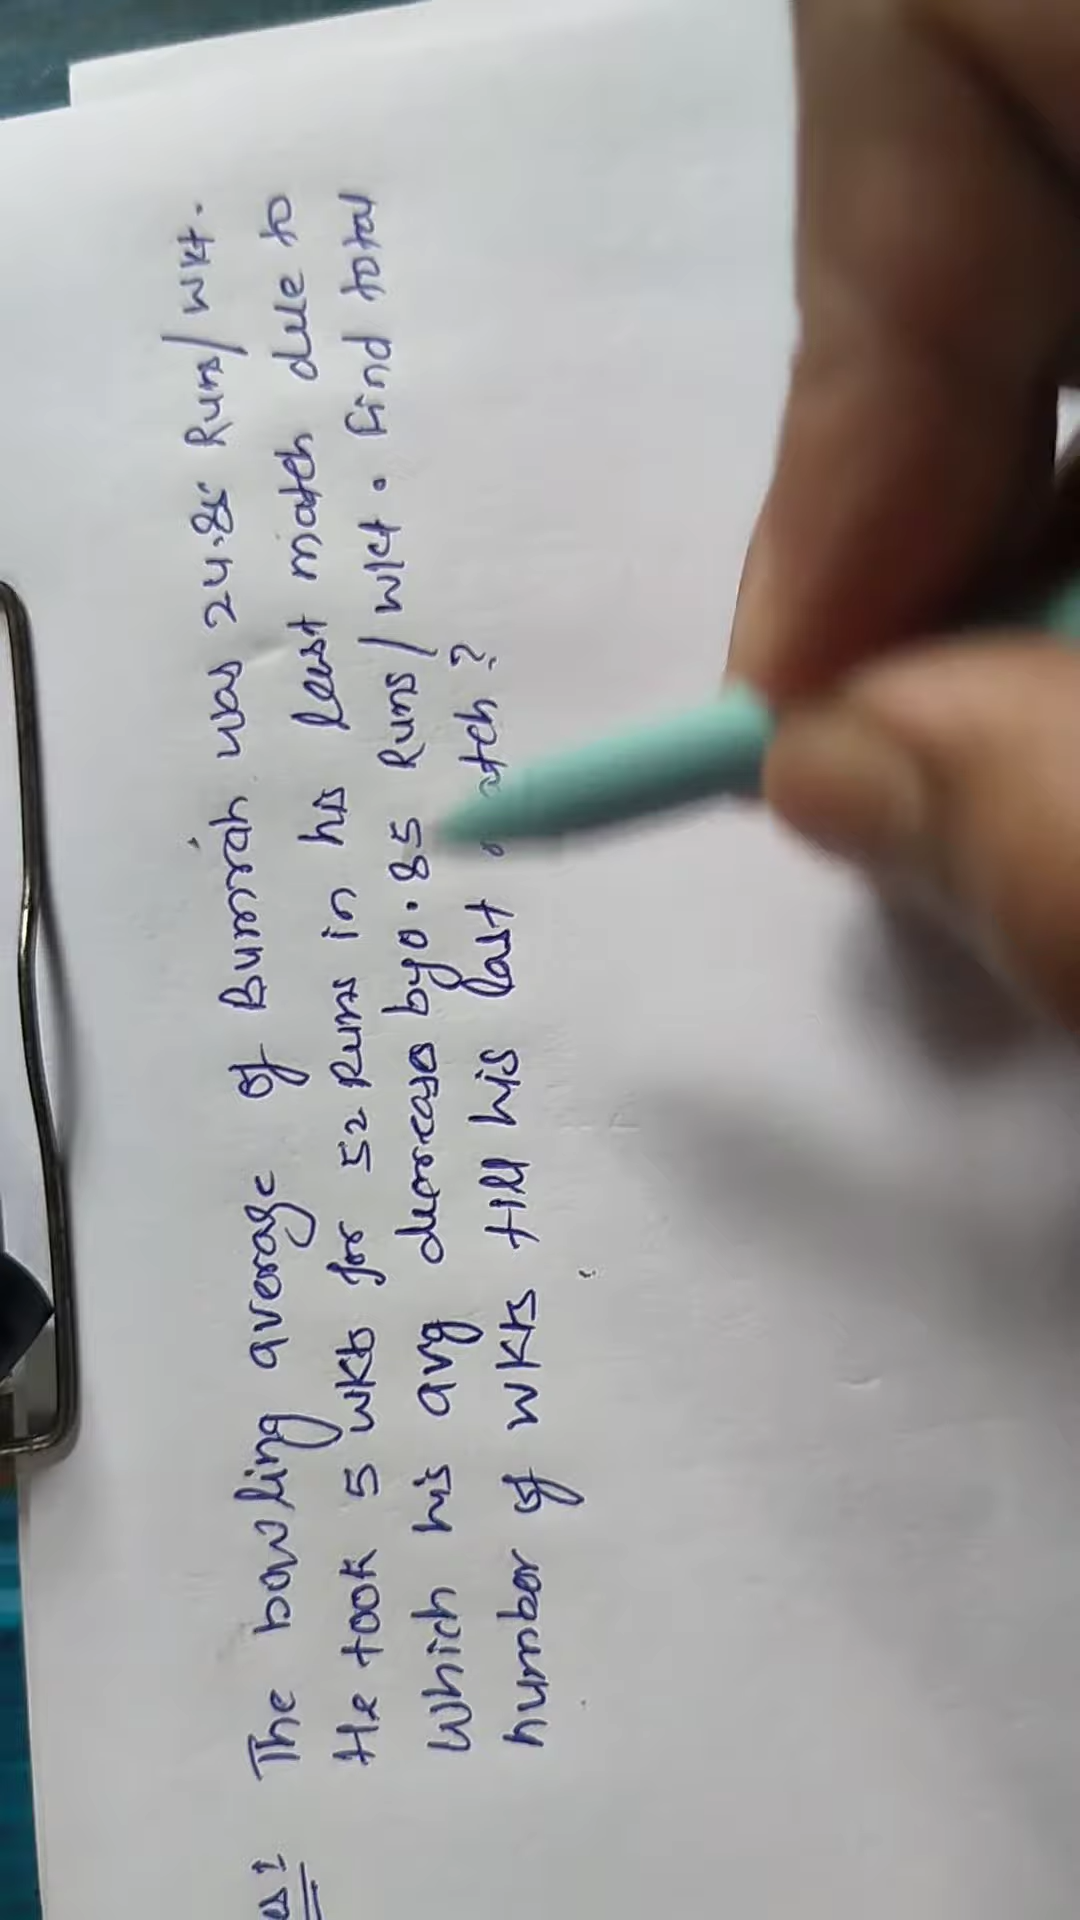 The bowling average of Bumrah was 24.85 Runs/wkt.
He took 5 wkts for 52 Runs in his last match due to
Which his avg decreases by 0.85 Runs/wkt. Find total
number of wkts till his last match?